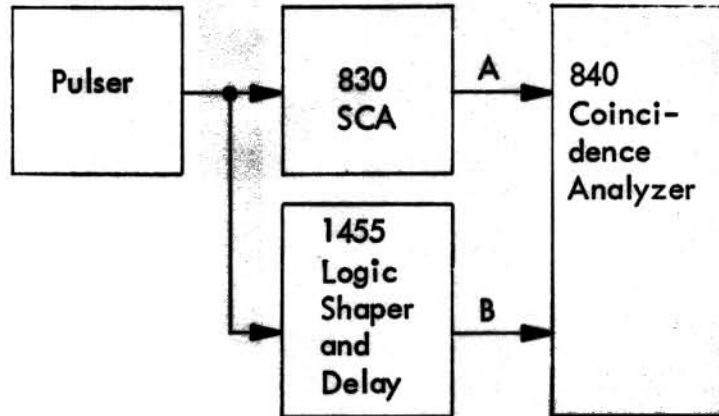 Pulser
830
SCA
A
840
Coinci-
dence
Analyzer
1455
Logic
Shaper
and
Delay
B